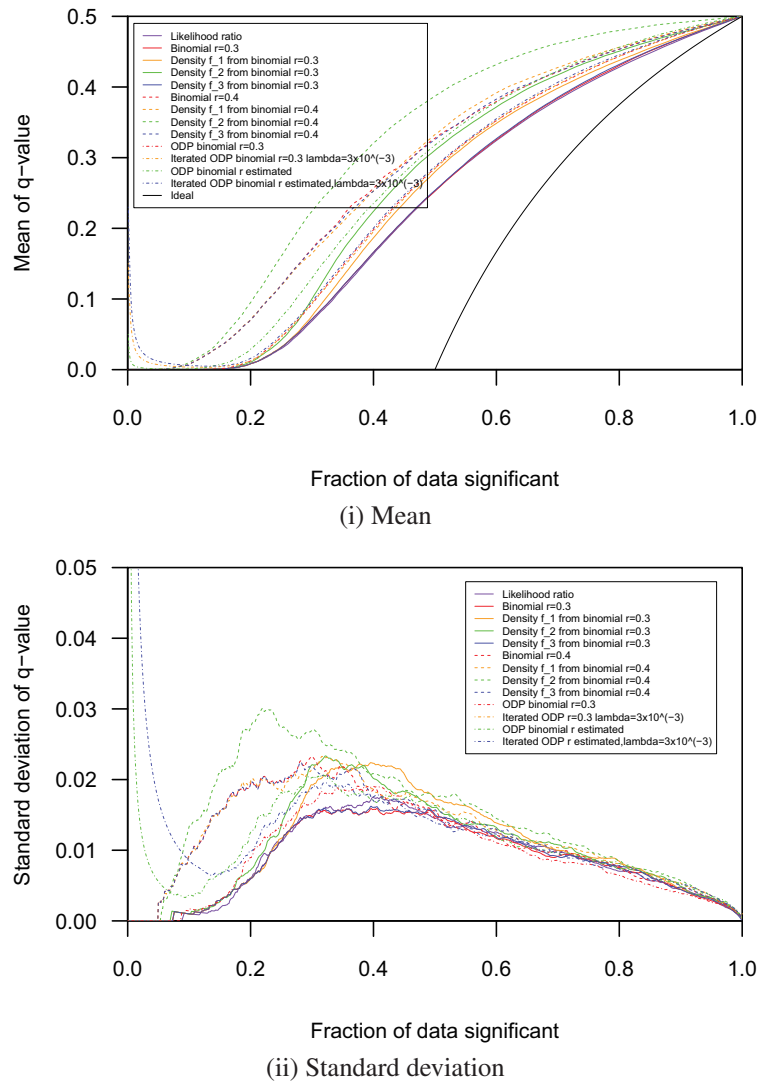 0.5
0.4
0.3
0.2
0.1
0.0
Mean of q−value
Likelihood ratio
Binomial r=0.3
Density f_1 from binomial r=0.3
Density f_2 from binomial r=0.3
Density f_3 from binomial r=0.3
Binomial r=0.4
Density f_1 from binomial r=0.4
Density f_2 from binomial r=0.4
Density f_3 from binomial r=0.4
ODP binomial r=0.3
Iterated ODP binomial r=0.3 lambda=3x10^(−3)
ODP binomial r estimated
Iterated ODP binomial r estimated,lambda=3x10^(−3)
Ideal
0.0 0.2 0.4 0.6 0.8 1.0
Fraction of data significant
(i) Mean
0.05
0.04
0.03
0.02
0.01
0.00
Standard deviation of q−value
Likelihood ratio
Binomial r=0.3
Density f_1 from binomial r=0.3
Density f_2 from binomial r=0.3
Density f_3 from binomial r=0.3
Binomial r=0.4
Density f_1 from binomial r=0.4
Density f_2 from binomial r=0.4
Density f_3 from binomial r=0.4
ODP binomial r=0.3
Iterated ODP r=0.3 lambda=3x10^(−3)
ODP binomial r estimated
Iterated ODP r estimated,lambda=3x10^(−3)
0.0 0.2 0.4 0.6 0.8 1.0
Fraction of data significant
(ii) Standard deviation